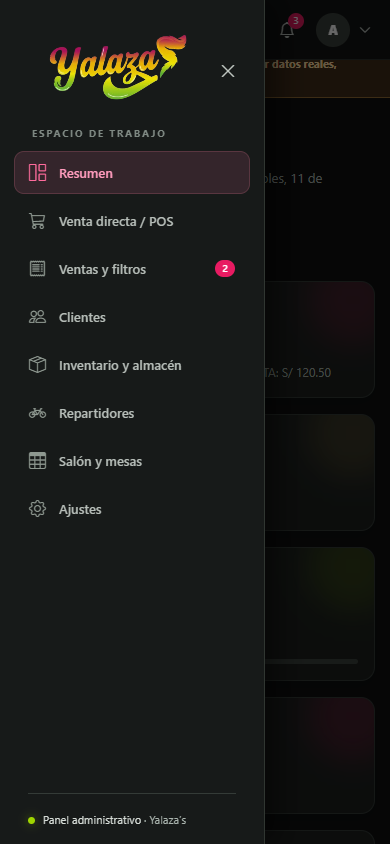 Yalaza
3
A
r datos reales,
ESPACIO DE TRABAJO
Resumen
oles, 11 de
Venta directa / POS
Ventas y filtros
2
Clientes
Inventario y almacén
TA: S/ 120.50
Repartidores
Salón y mesas
Ajustes
Panel administrativo · Yalaza's